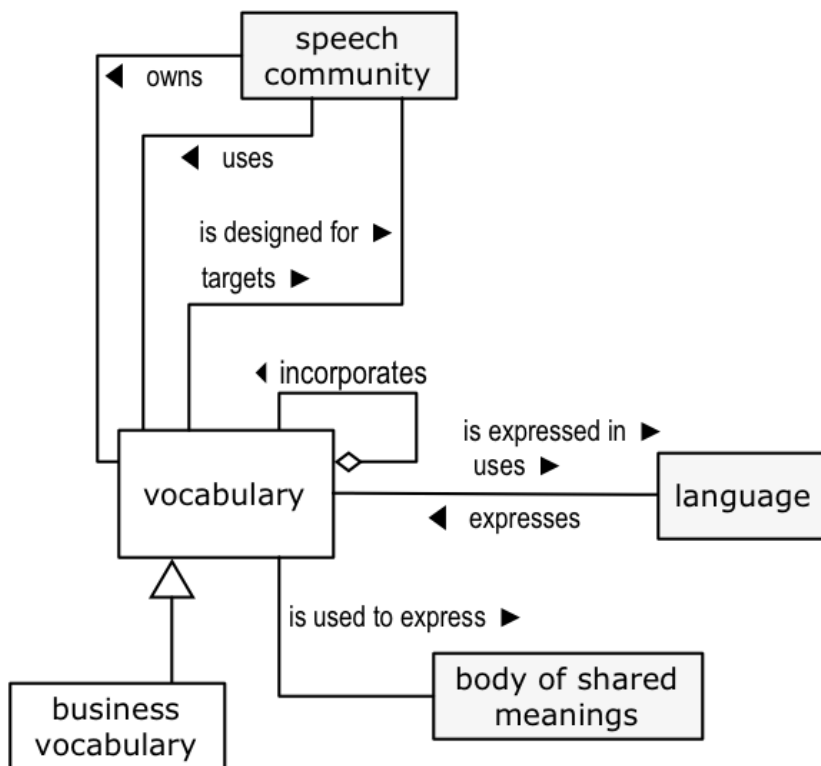 speech
community
◀ owns
◀ uses
is designed for ▶
targets ▶
◀ incorporates
is expressed in ▶
uses ▶
vocabulary
language
◀ expresses
is used to express ▶
body of shared
meanings
business
vocabulary